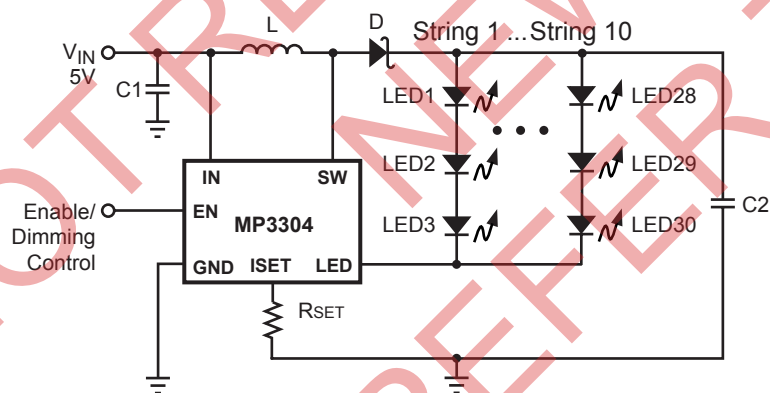 L
D
String 1 ... String 10
VIN
5V
C1
LED1
LED28
LED2
LED29
LED3
LED30
C2
IN
SW
EN
MP3304
GND
ISET
LED
Enable/
Dimming
Control
RSET